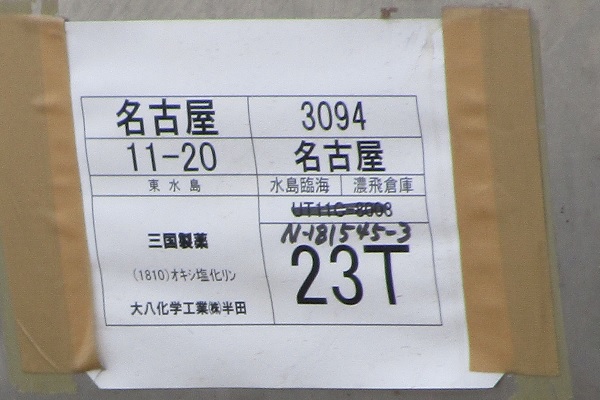 名古屋 3094
11-20 名古屋
東水島 水島臨海 濃飛倉庫
UT11C-8003
N-181545-3
三国製薬 23T
(1810)オキシ塩化リン
大八化学工業㈱半田